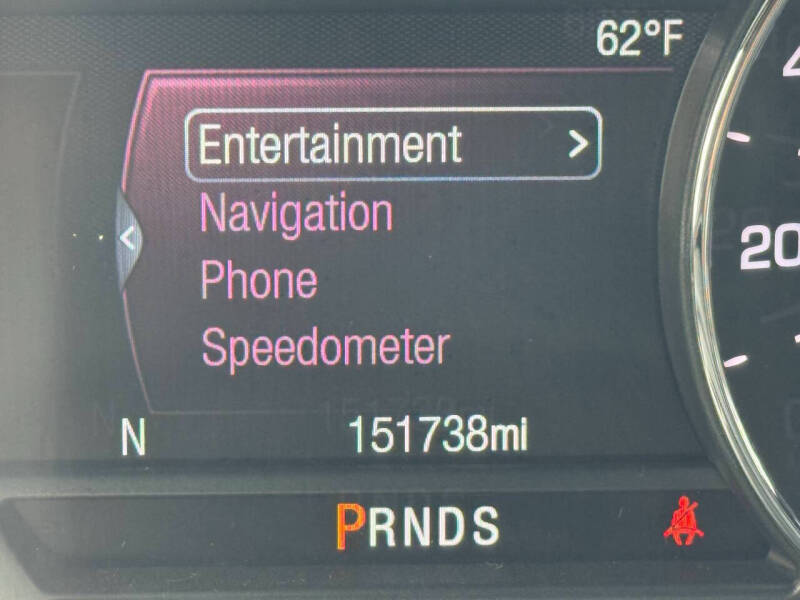 62°F
Entertainment >
Navigation
<
Phone
Speedometer
20
N 151738mi
PRNDS